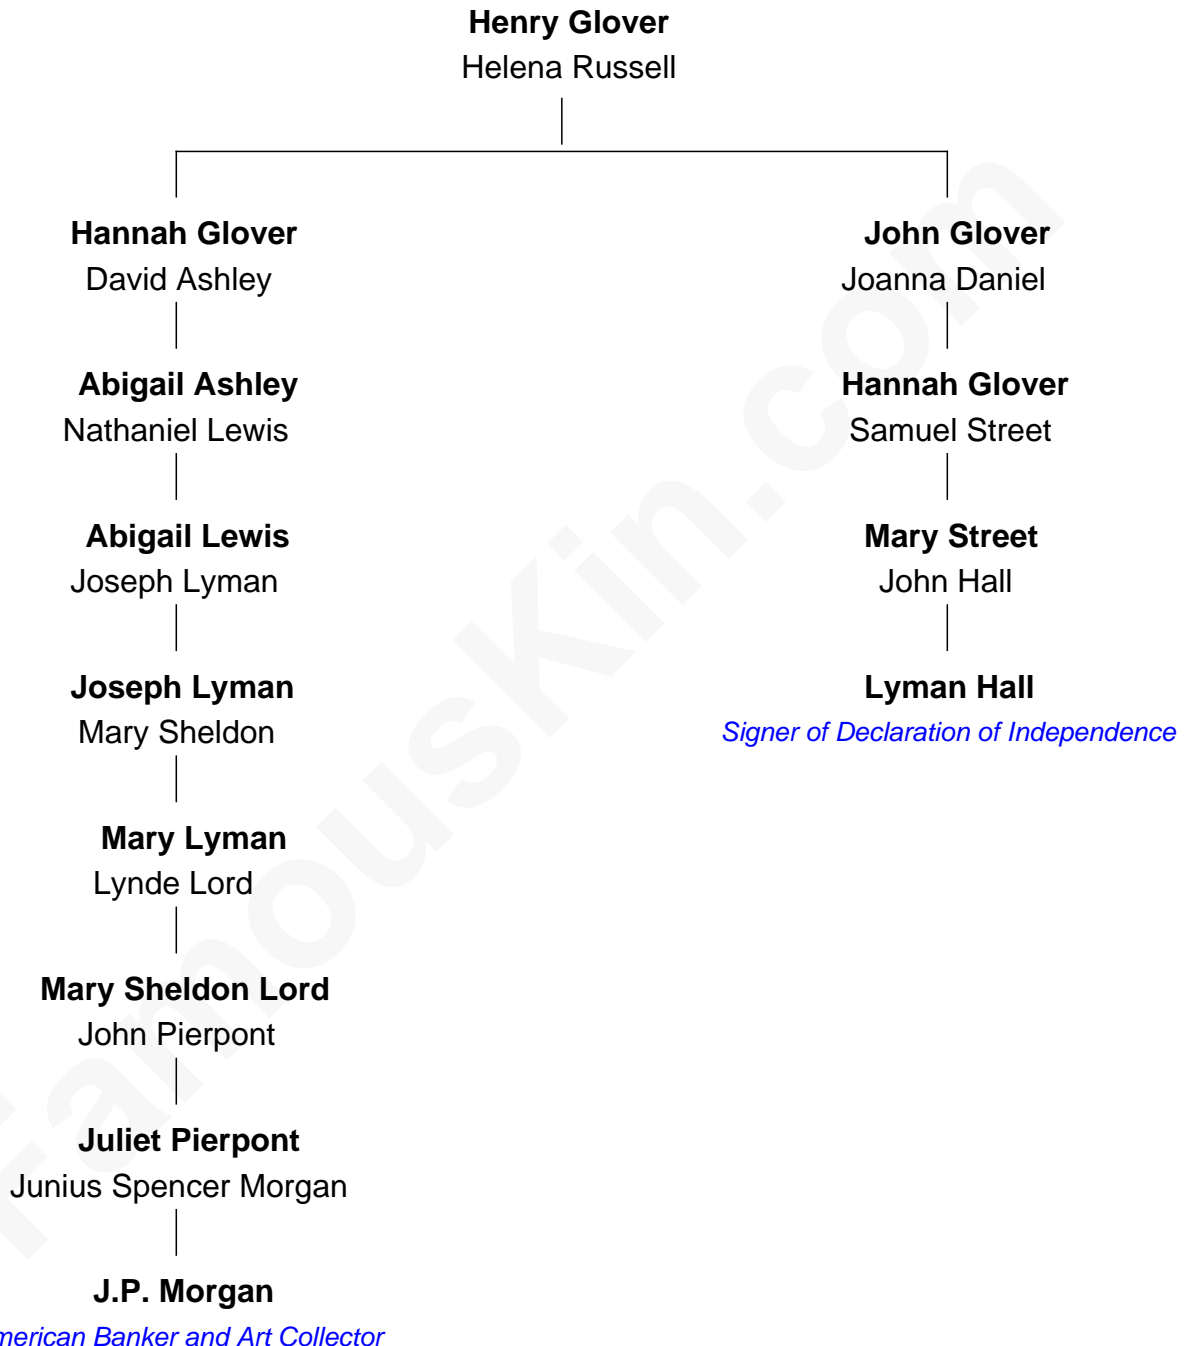 Henry Glover
Helena Russell
Hannah Glover
David Ashley
John Glover
Joanna Daniel
Abigail Ashley
Nathaniel Lewis
Hannah Glover
Samuel Street
Abigail Lewis
Joseph Lyman
Mary Street
John Hall
Joseph Lyman
Mary Sheldon
Lyman Hall
Signer of Declaration of Independence
Mary Lyman
Lynde Lord
Mary Sheldon Lord
John Pierpont
Juliet Pierpont
Junius Spencer Morgan
J.P. Morgan
merican Banker and Art Collector
FamousKin.com